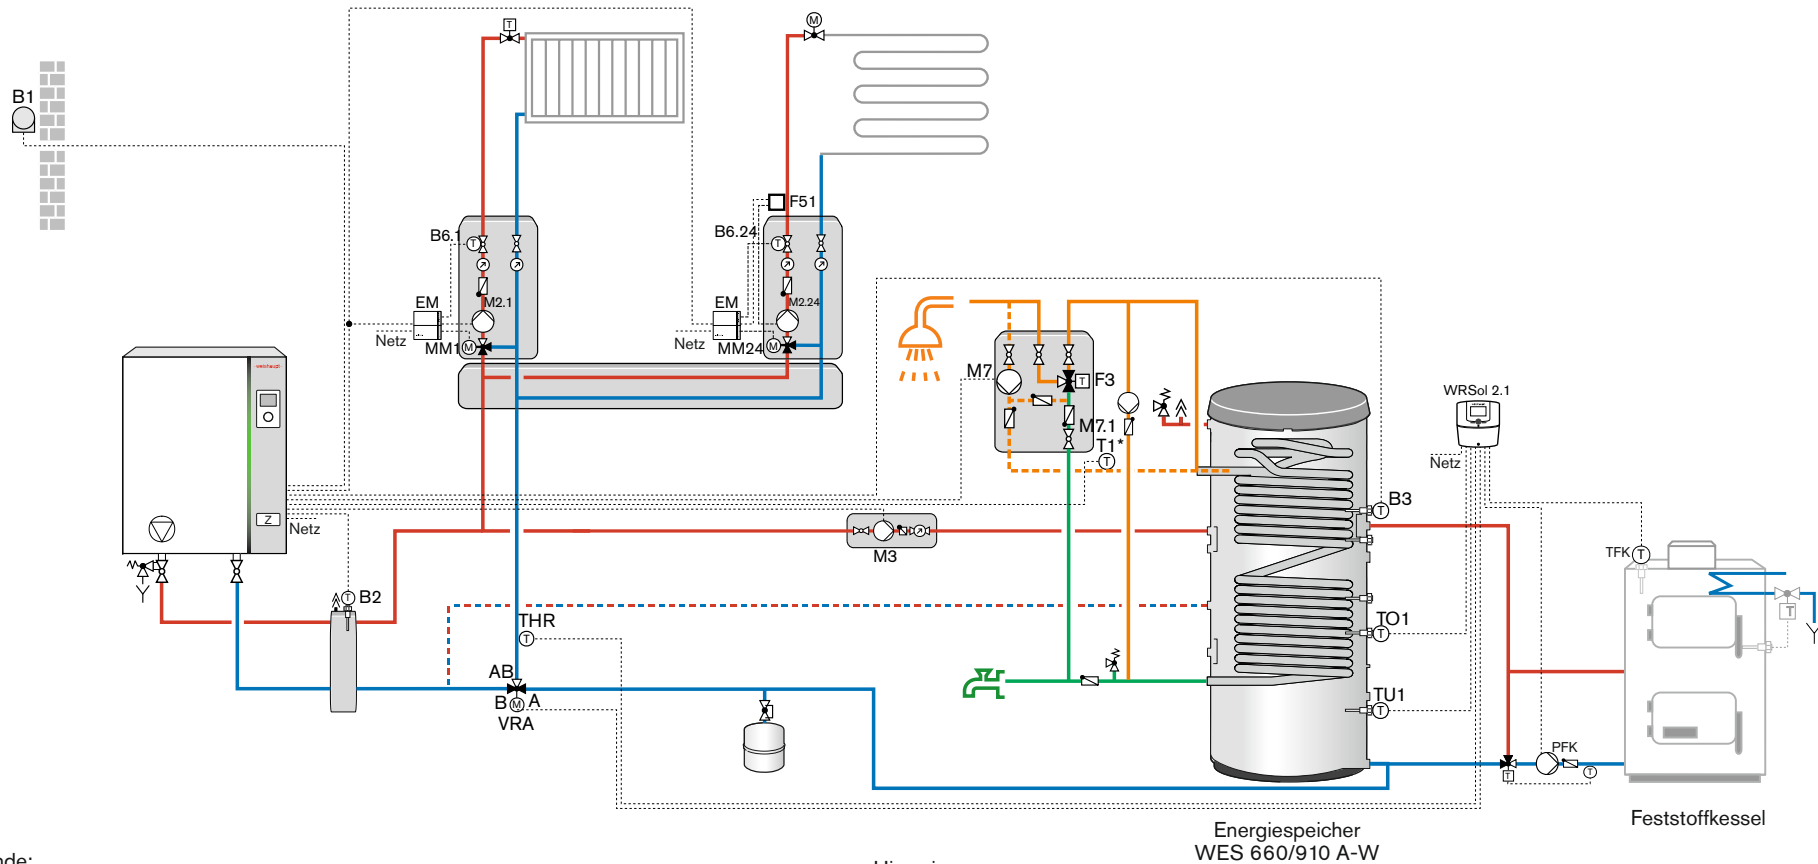 T
M
B1
F51
B6.1
T
B6.24
T
M2.1
M2.24
EM
EM
Netz
MM1
M
Netz
MM24
M
M7
T
F3
M7.1
T1*
T
WRSol 2.1
Netz
weishaupt
Z
Netz
B3
T
M3
TFK
T
T
B2
T
THR
T
TO1
T
AB
B
M
A
VRA
TU1
T
PFK
T
T
Feststoffkessel
Energiespeicher
WES 660/910 A-W